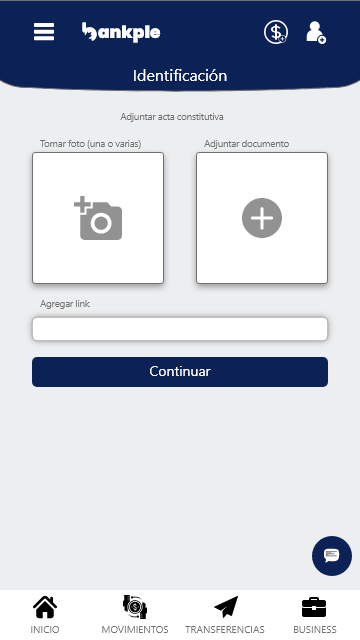 bankple
Identificación
Adjuntar acta constitutiva
Tomar foto (una o varias)
Adjuntar documento
Agregar link
Continuar
INICIO
MOVIMIENTOS
TRANSFERENCIAS
BUSINESS